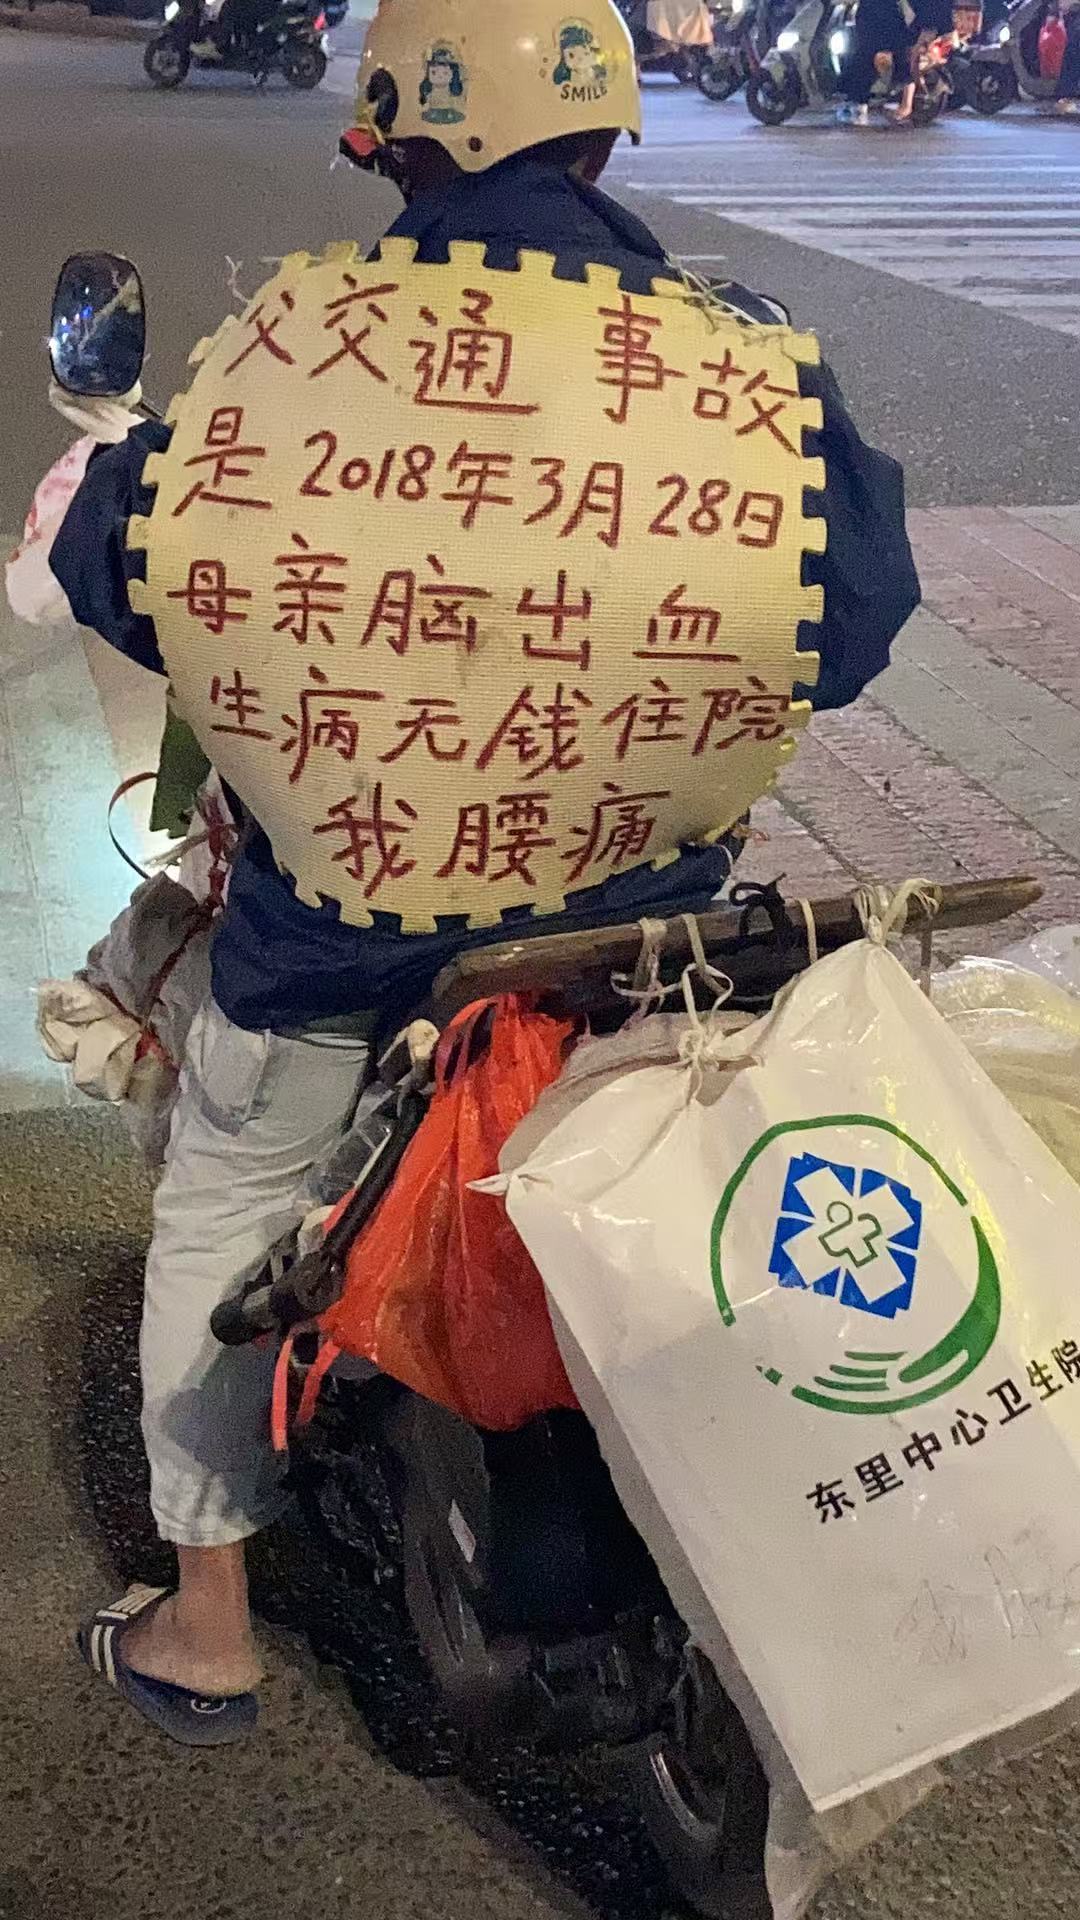 SMILE
父交通事故
是2018年3月28日
母亲脑出血
生病无钱住院
我腰痛
东里中心卫生院